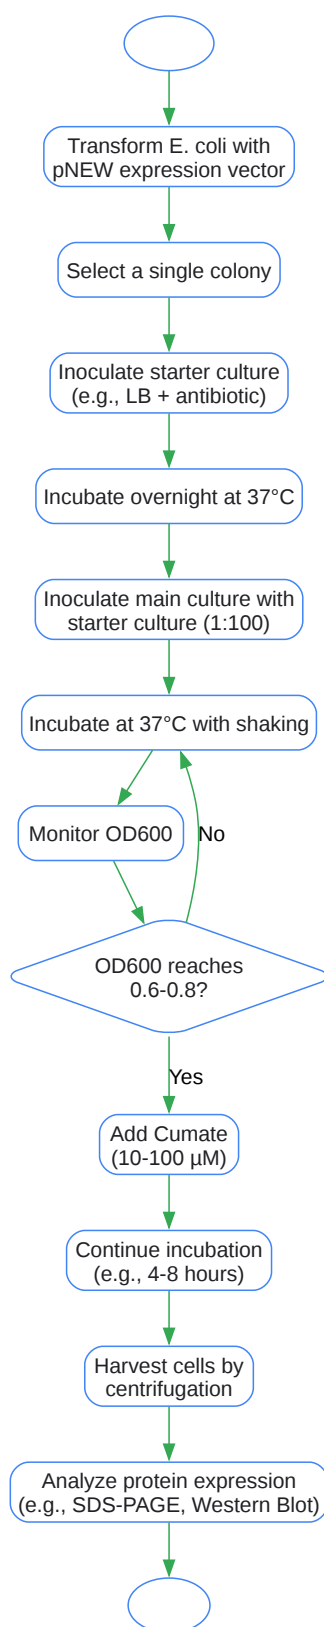 Transform E. coli with
pNEW expression vector
Select a single colony
Inoculate starter culture
(e.g., LB + antibiotic)
Incubate overnight at 37°C
Inoculate main culture with
starter culture (1:100)
Incubate at 37°C with shaking
Monitor OD600
No
OD600 reaches
0.6-0.8?
Yes
Add Cumate
(10-100 µM)
Continue incubation
(e.g., 4-8 hours)
Harvest cells by
centrifugation
Analyze protein expression
(e.g., SDS-PAGE, Western Blot)